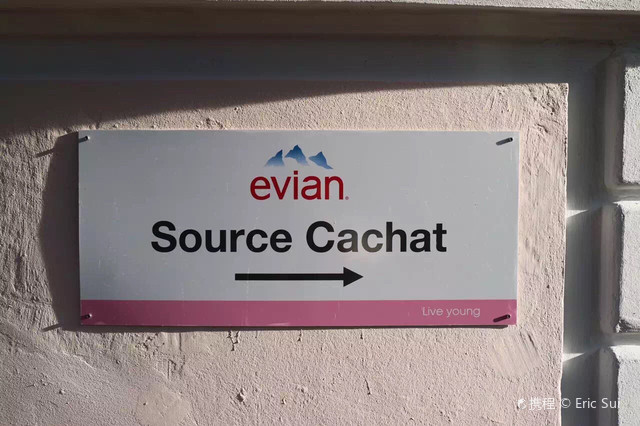 evian.
Source Cachat
Live young
携程 © Eric Sui